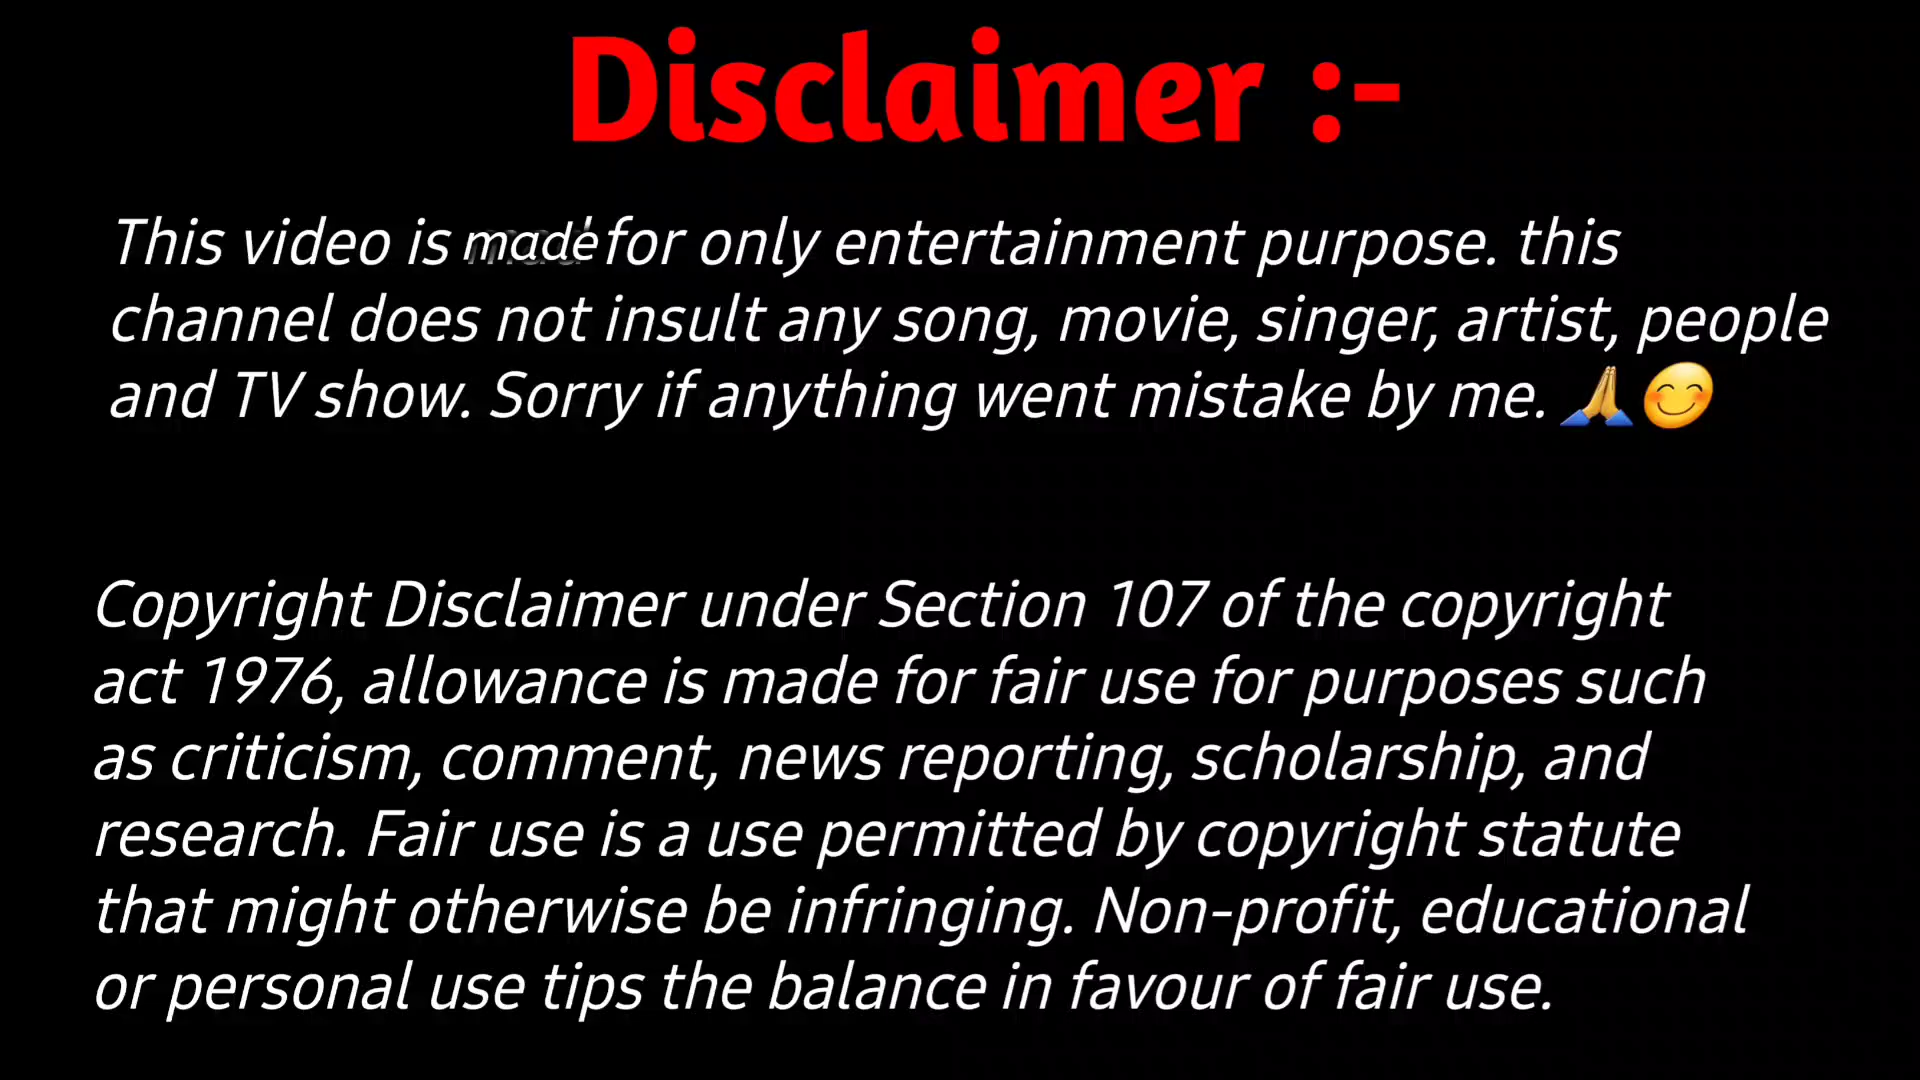 Disclaimer :-
This video is made for only entertainment purpose. this
channel does not insult any song, movie, singer, artist, people
and TV show. Sorry if anything went mistake by me. 🙏😊
Copyright Disclaimer under Section 107 of the copyright
act 1976, allowance is made for fair use for purposes such
as criticism, comment, news reporting, scholarship, and
research. Fair use is a use permitted by copyright statute
that might otherwise be infringing. Non-profit, educational
or personal use tips the balance in favour of fair use.